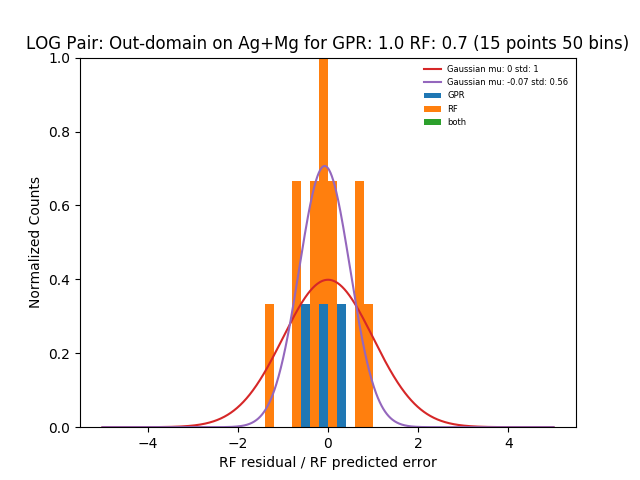 LOG Pair: Out-domain on Ag+Mg for GPR: 1.0 RF: 0.7 (15 points 50 bins)
Gaussian mu: 0 std: 1
Gaussian mu: -0.07 std: 0.56
GPR
RF
both
Normalized Counts
1.0
0.8
0.6
0.4
0.2
0.0
−4
−2
0
2
4
RF residual / RF predicted error